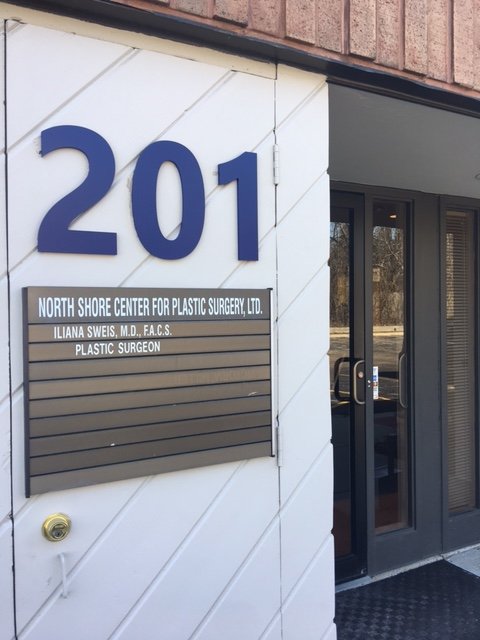 201
NORTH SHORE CENTER FOR PLASTIC SURGERY, LTD.
ILIANA SWEIS, M.D., F.A.C.S.
PLASTIC SURGEON